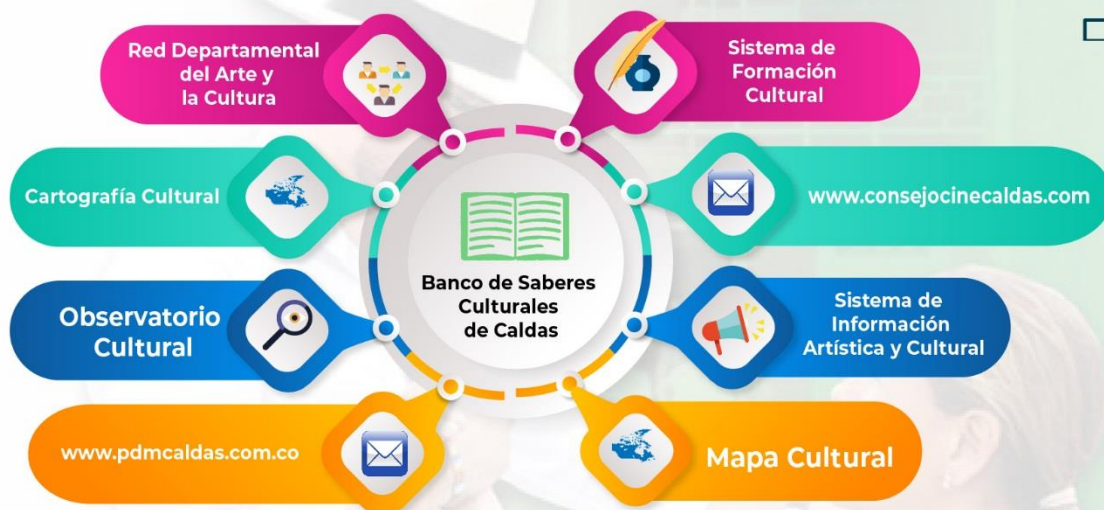 Red Departamental
del Arte y
la Cultura
Sistema de
Formación
Cultural
Cartografía Cultural
www.consejocinecaldas.com
Banco de Saberes
Culturales
de Caldas
Observatorio
Cultural
Sistema de
Información
Artística y Cultural
www.pdmcaldas.com.co
Mapa Cultural